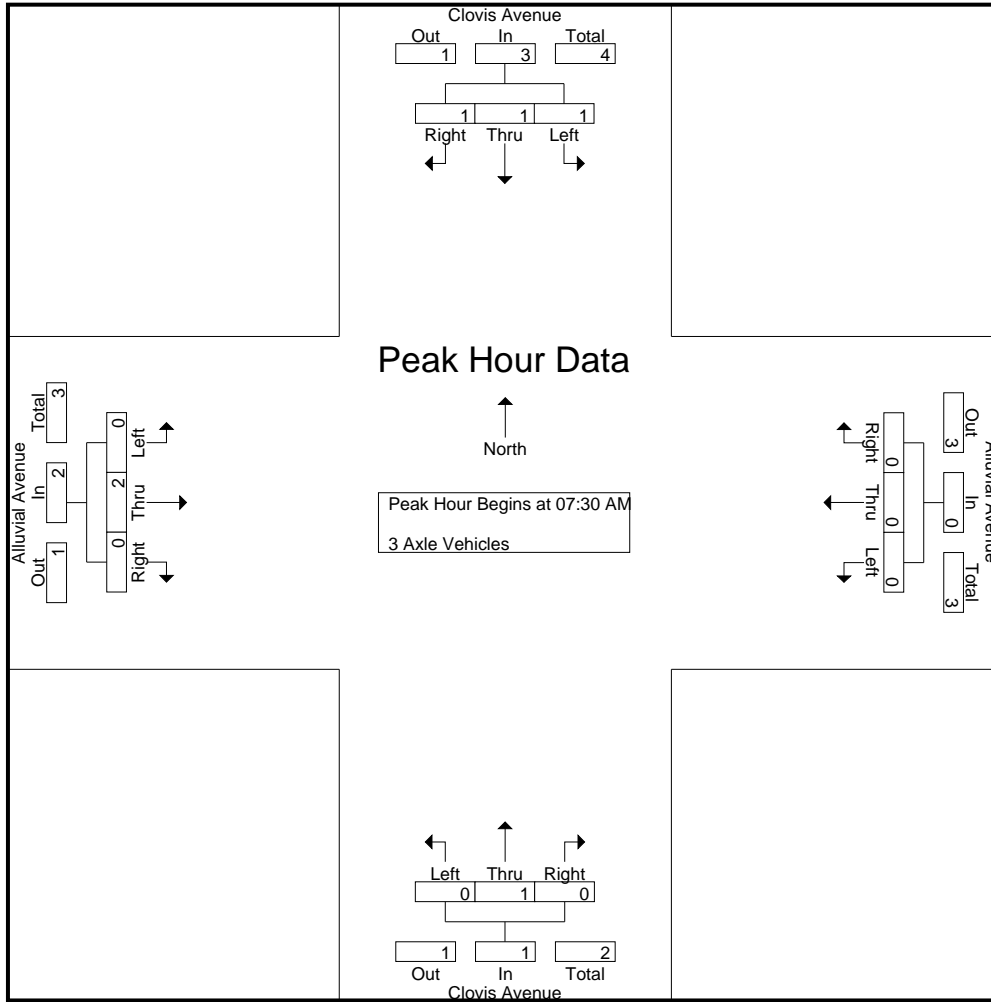 Clovis Avenue
Out In Total
1 3 4
1 1 1
Right Thru Left
Peak Hour Data
North
Peak Hour Begins at 07:30 AM
3 Axle Vehicles
Alluvial Avenue
Out In Total
1 2 3
0 2 0
Left Thru Right
Alluvial Avenue
Out In Total
3 0 3
0 0 0
Right Thru Left
Left Thru Right
0 1 0
1 1 2
Out In Total
Clovis Avenue